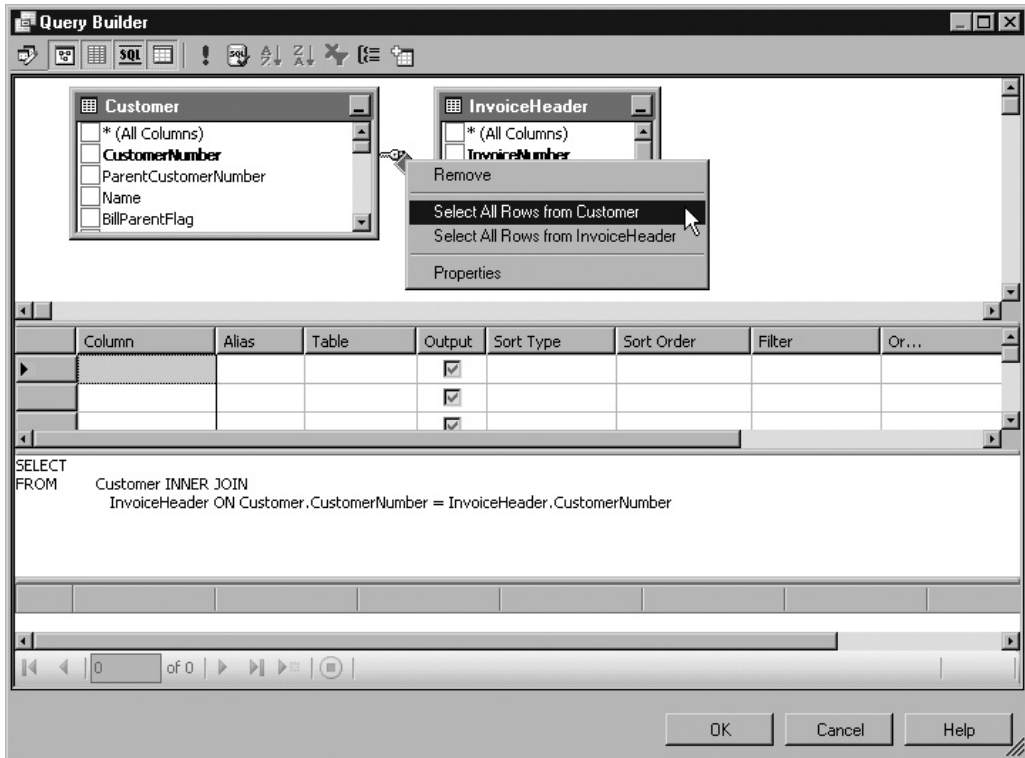 Query Builder
SQL
SQL
Customer
* (All Columns)
CustomerNumber
ParentCustomerNumber
Name
BillParentFlag
InvoiceHeader
* (All Columns)
InvoiceNumber
Remove
Select All Rows from Customer
Select All Rows from InvoiceHeader
Properties
Column Alias Table Output Sort Type Sort Order Filter Or...
SELECT
FROM Customer INNER JOIN
InvoiceHeader ON Customer.CustomerNumber = InvoiceHeader.CustomerNumber
0 of 0
OK Cancel Help